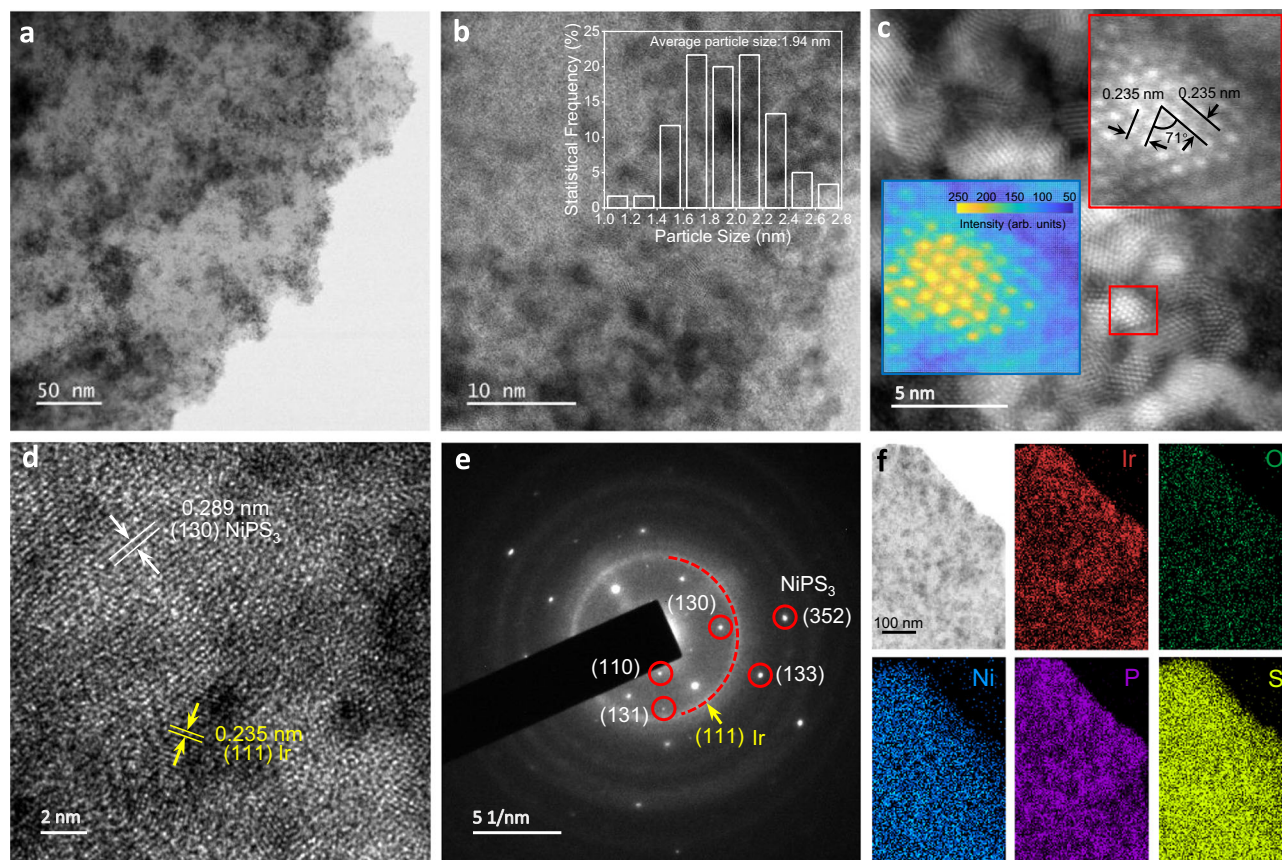 a
50 nm
b
Average particle size:1.94 nm
Statistical Frequency (%)
25
20
15
10
5
0
1.0 1.2 1.4 1.6 1.8 2.0 2.2 2.4 2.6 2.8
Particle Size (nm)
10 nm
c
0.235 nm
0.235 nm
71°
250 200 150 100 50
Intensity (arb. units)
5 nm
d
0.289 nm
(130) NiPS₃
0.235 nm
(111) Ir
2 nm
e
NiPS₃
(130)
(352)
(110)
(133)
(131)
(111) Ir
5 1/nm
f
100 nm
Ir
O
Ni
P
S